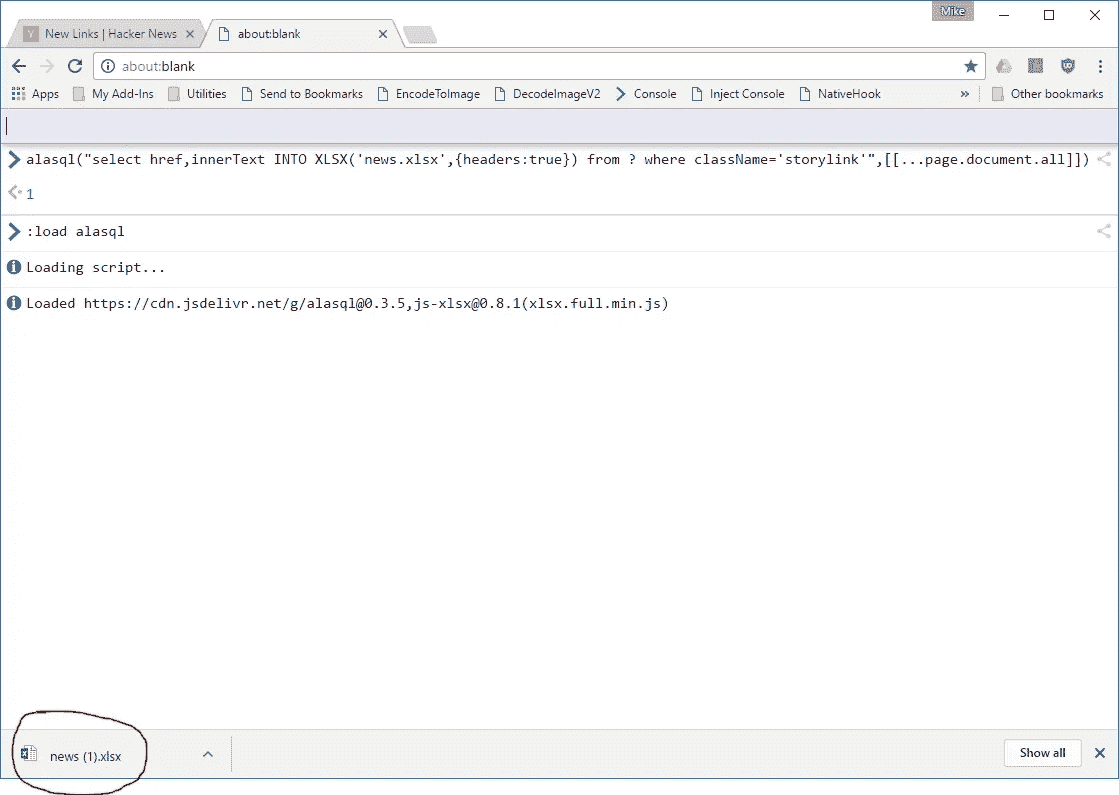 Mike
New Links | Hacker News
about:blank
about:blank
Apps My Add-Ins Utilities Send to Bookmarks EncodeToImage DecodeImageV2 Console Inject Console NativeHook » Other bookmarks
alasql("select href,innerText INTO XLSX('news.xlsx',{headers:true}) from ? where className='storylink'",[[...page.document.all]])
1
:load alasql
Loading script...
Loaded https://cdn.jsdelivr.net/g/alasql@0.3.5,js-xlsx@0.8.1(xlsx.full.min.js)
news (1).xlsx Show all